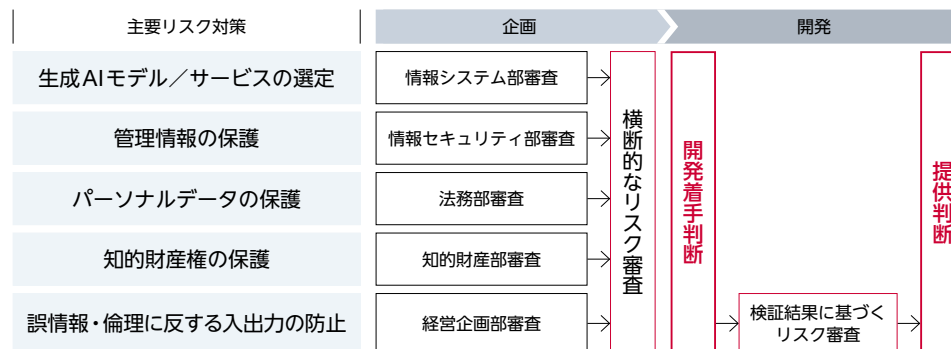 主要リスク対策
企画
開発
生成AIモデル／サービスの選定
情報システム部審査
管理情報の保護
情報セキュリティ部審査
パーソナルデータの保護
法務部審査
知的財産権の保護
知的財産部審査
誤情報・倫理に反する入出力の防止
経営企画部審査
横断的なリスク審査
開発着手判断
検証結果に基づく
リスク審査
提供判断